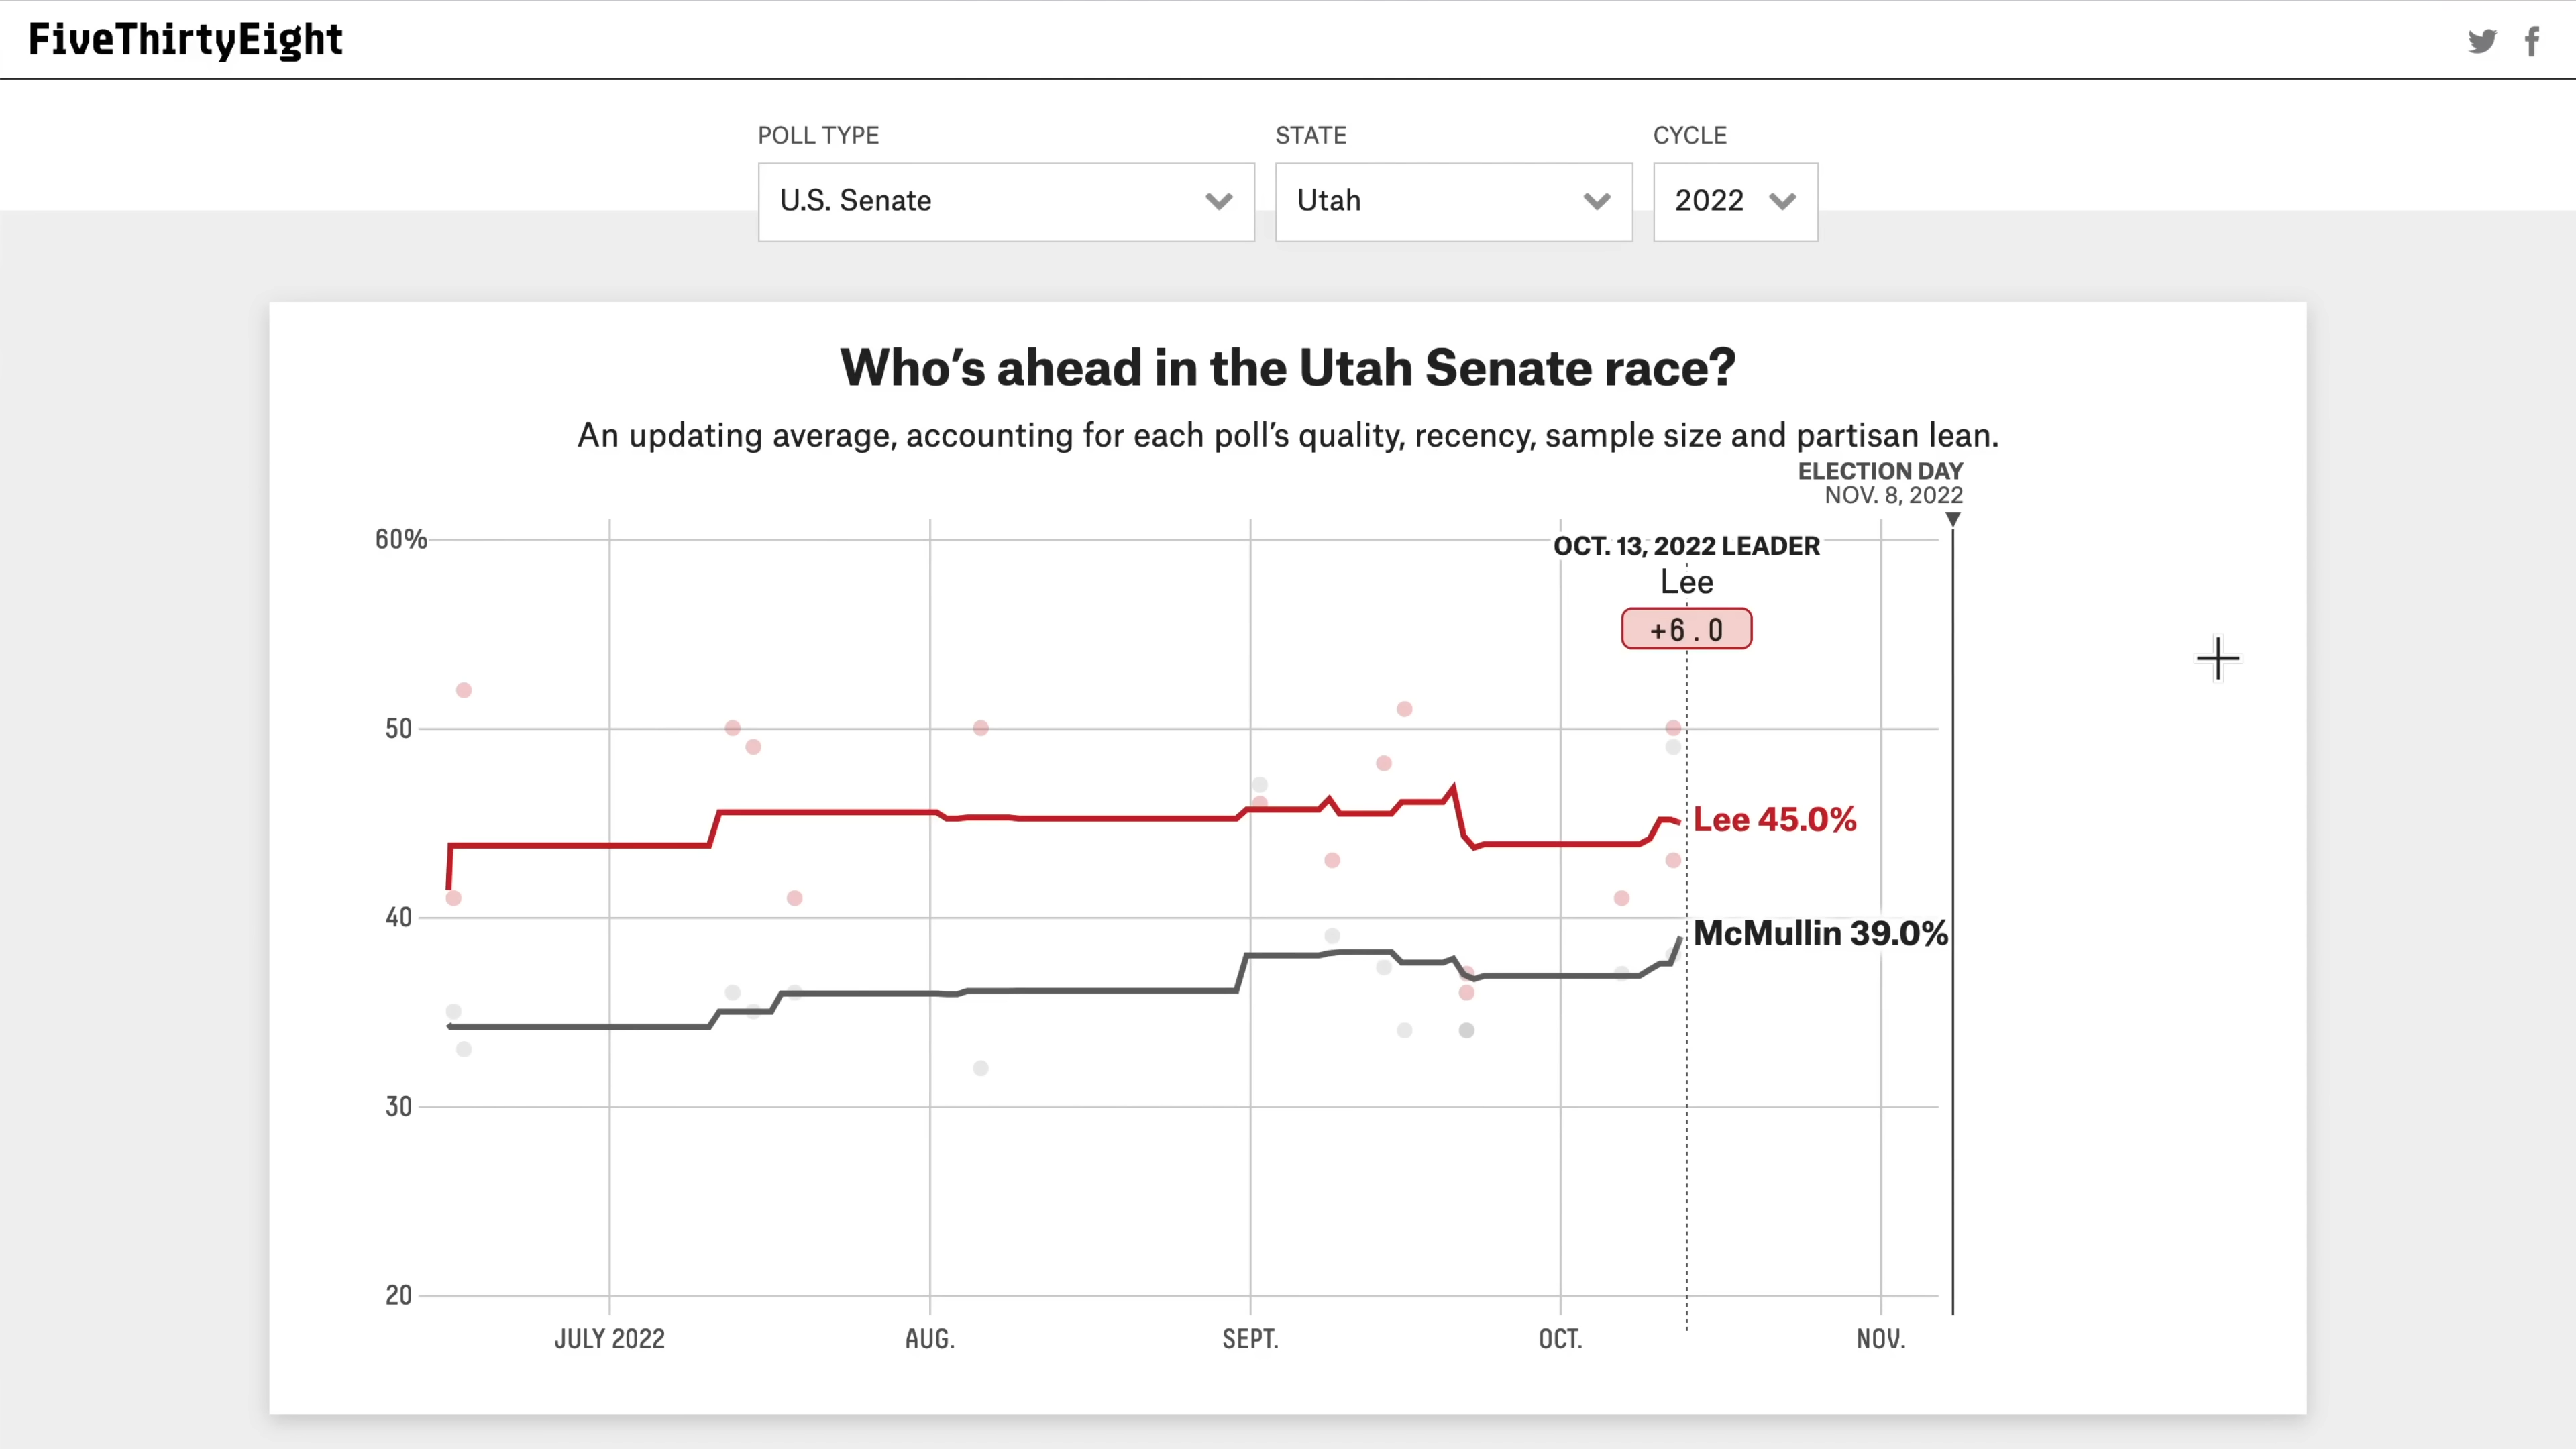 FiveThirtyEight
POLL TYPE
STATE
CYCLE
U.S. Senate
Utah
2022
Who's ahead in the Utah Senate race?
An updating average, accounting for each poll's quality, recency, sample size and partisan lean.
ELECTION DAY
NOV. 8, 2022
60%
OCT. 13, 2022 LEADER
Lee
+6.0
50
Lee 45.0%
40
McMullin 39.0%
30
20
JULY 2022
AUG.
SEPT.
OCT.
NOV.